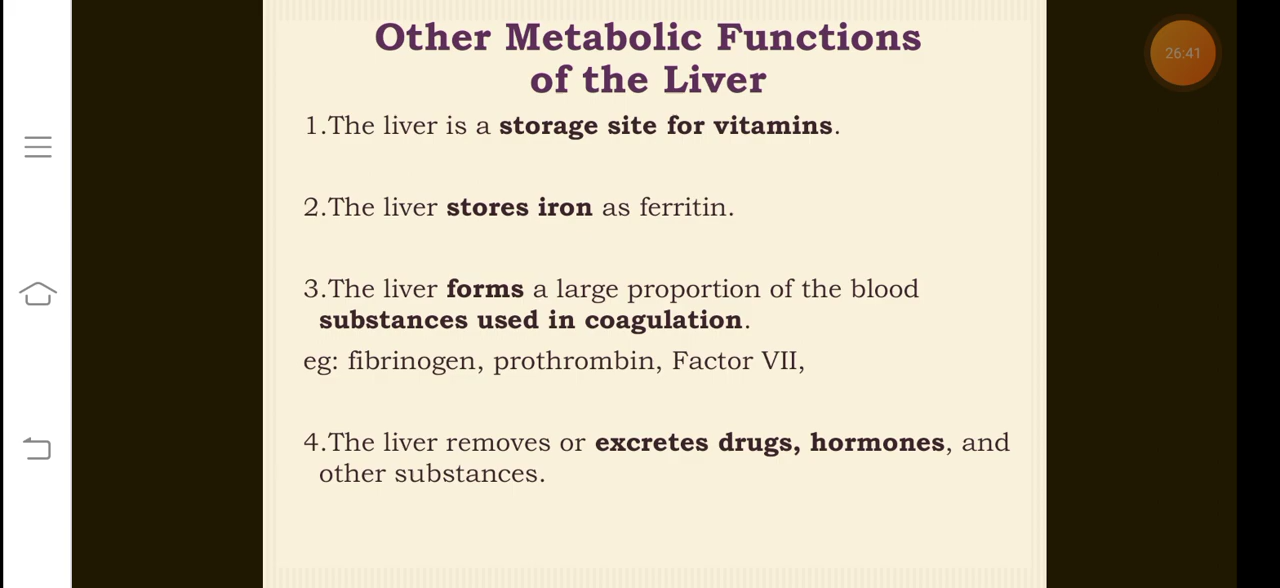 Other Metabolic Functions
of the Liver
26:41
1.The liver is a storage site for vitamins.
2.The liver stores iron as ferritin.
3.The liver forms a large proportion of the blood
substances used in coagulation.
eg: fibrinogen, prothrombin, Factor VII,
4.The liver removes or excretes drugs, hormones, and
other substances.